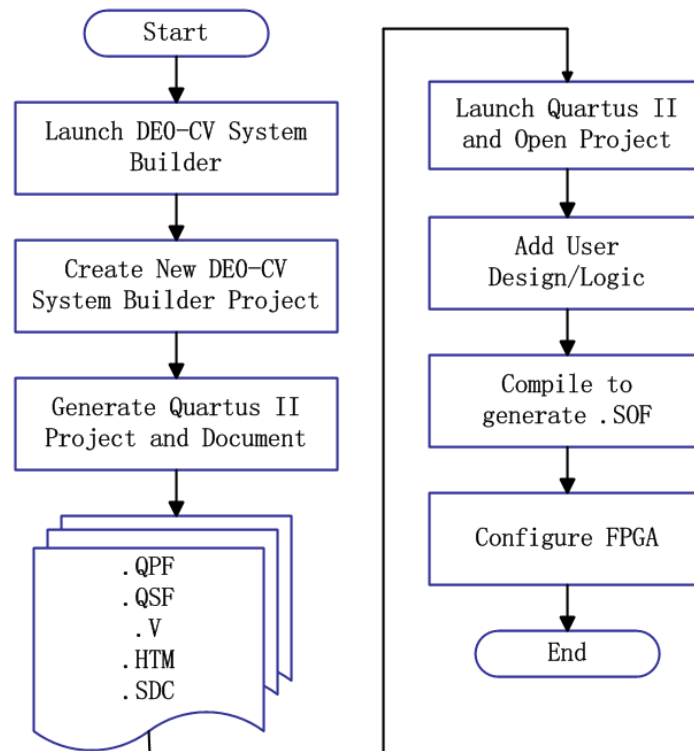 Start
Launch DE0-CV System
Builder
Create New DE0-CV
System Builder Project
Generate Quartus II
Project and Document
.QPF
.QSF
.V
.HTM
.SDC
Launch Quartus II
and Open Project
Add User
Design/Logic
Compile to
generate .SOF
Configure FPGA
End